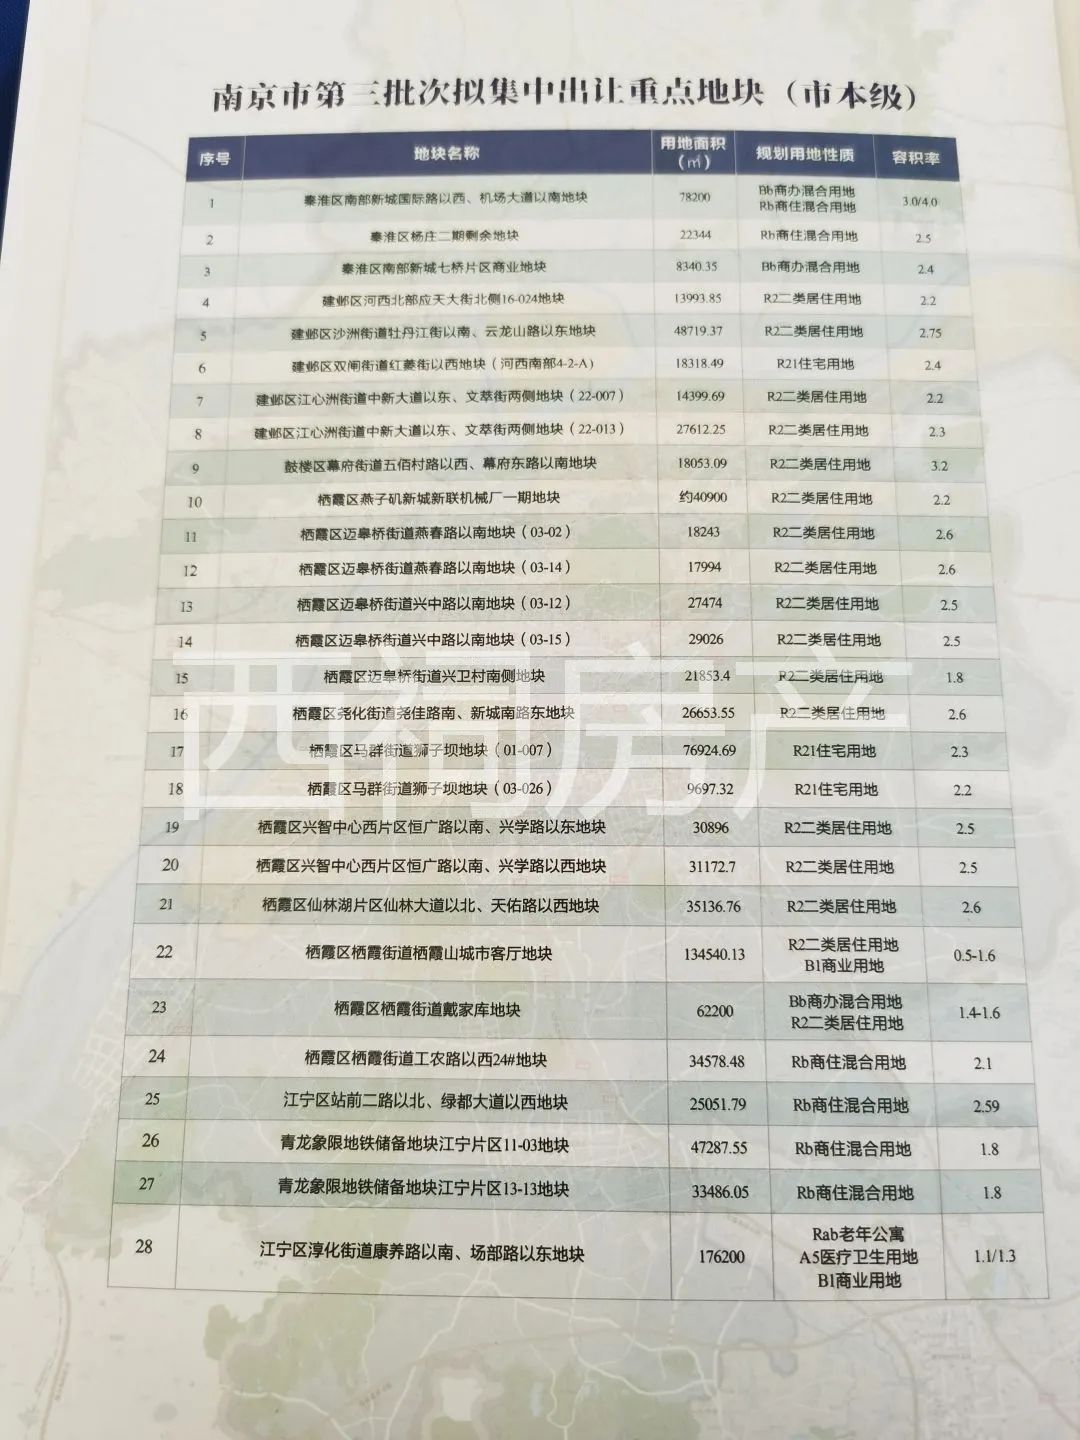 南京市第三批次拟集中出让重点地块（市本级）
序号 地块名称 用地面积（㎡） 规划用地性质 容积率
1 秦淮区南部新城国际路以西、机场大道以南地块 78200 Bb商办混合用地 Rb商住混合用地 3.0/4.0
2 秦淮区杨庄二期剩余地块 22344 Rb商住混合用地 2.5
3 秦淮区南部新城七桥片区商业地块 8340.35 Bb商办混合用地 2.4
4 建邺区河西北部应天大街北侧16-024地块 13993.85 R2二类居住用地 2.2
5 建邺区沙洲街道牡丹江街以南、云龙山路以东地块 48719.37 R2二类居住用地 2.75
6 建邺区双闸街道红菱街以西地块（河西南部4-2-A） 18318.49 R21住宅用地 2.4
7 建邺区江心洲街道中新大道以东、文萃街两侧地块（22-007） 14399.69 R2二类居住用地 2.2
8 建邺区江心洲街道中新大道以东、文萃街两侧地块（22-013） 27612.25 R2二类居住用地 2.3
9 鼓楼区幕府街道五佰村路以西、幕府东路以南地块 18053.09 R2二类居住用地 3.2
10 栖霞区燕子矶新城新联机械厂一期地块 约40900 R2二类居住用地 2.2
11 栖霞区迈皋桥街道燕春路以南地块（03-02） 18243 R2二类居住用地 2.6
12 栖霞区迈皋桥街道燕春路以南地块（03-14） 17994 R2二类居住用地 2.6
13 栖霞区迈皋桥街道兴中路以南地块（03-12） 27474 R2二类居住用地 2.5
14 栖霞区迈皋桥街道兴中路以南地块（03-15） 29026 R2二类居住用地 2.5
15 栖霞区迈皋桥街道兴卫村南侧地块 21853.4 R2二类居住用地 1.8
16 栖霞区尧化街道尧佳路南、新城南路东地块 26653.55 R2二类居住用地 2.6
17 栖霞区马群街道狮子坝地块（01-007） 76924.69 R21住宅用地 2.3
18 栖霞区马群街道狮子坝地块（03-026） 9697.32 R21住宅用地 2.2
19 栖霞区兴智中心西片区恒广路以南、兴学路以东地块 30896 R2二类居住用地 2.5
20 栖霞区兴智中心西片区恒广路以南、兴学路以西地块 31172.7 R2二类居住用地 2.5
21 栖霞区仙林湖片区仙林大道以北、天佑路以西地块 35136.76 R2二类居住用地 2.6
22 栖霞区栖霞街道栖霞山城市客厅地块 134540.13 R2二类居住用地 B1商业用地 0.5-1.6
23 栖霞区栖霞街道戴家库地块 62200 Bb商办混合用地 R2二类居住用地 1.4-1.6
24 栖霞区栖霞街道工农路以西24#地块 34578.48 Rb商住混合用地 2.1
25 江宁区站前二路以北、绿都大道以西地块 25051.79 Rb商住混合用地 2.59
26 青龙象限地铁储备地块江宁片区11-03地块 47287.55 Rb商住混合用地 1.8
27 青龙象限地铁储备地块江宁片区13-13地块 33486.05 Rb商住混合用地 1.8
28 江宁区淳化街道康养路以南、场部路以东地块 176200 Rab老年公寓 A5医疗卫生用地 B1商业用地 1.1/1.3
西祠房产